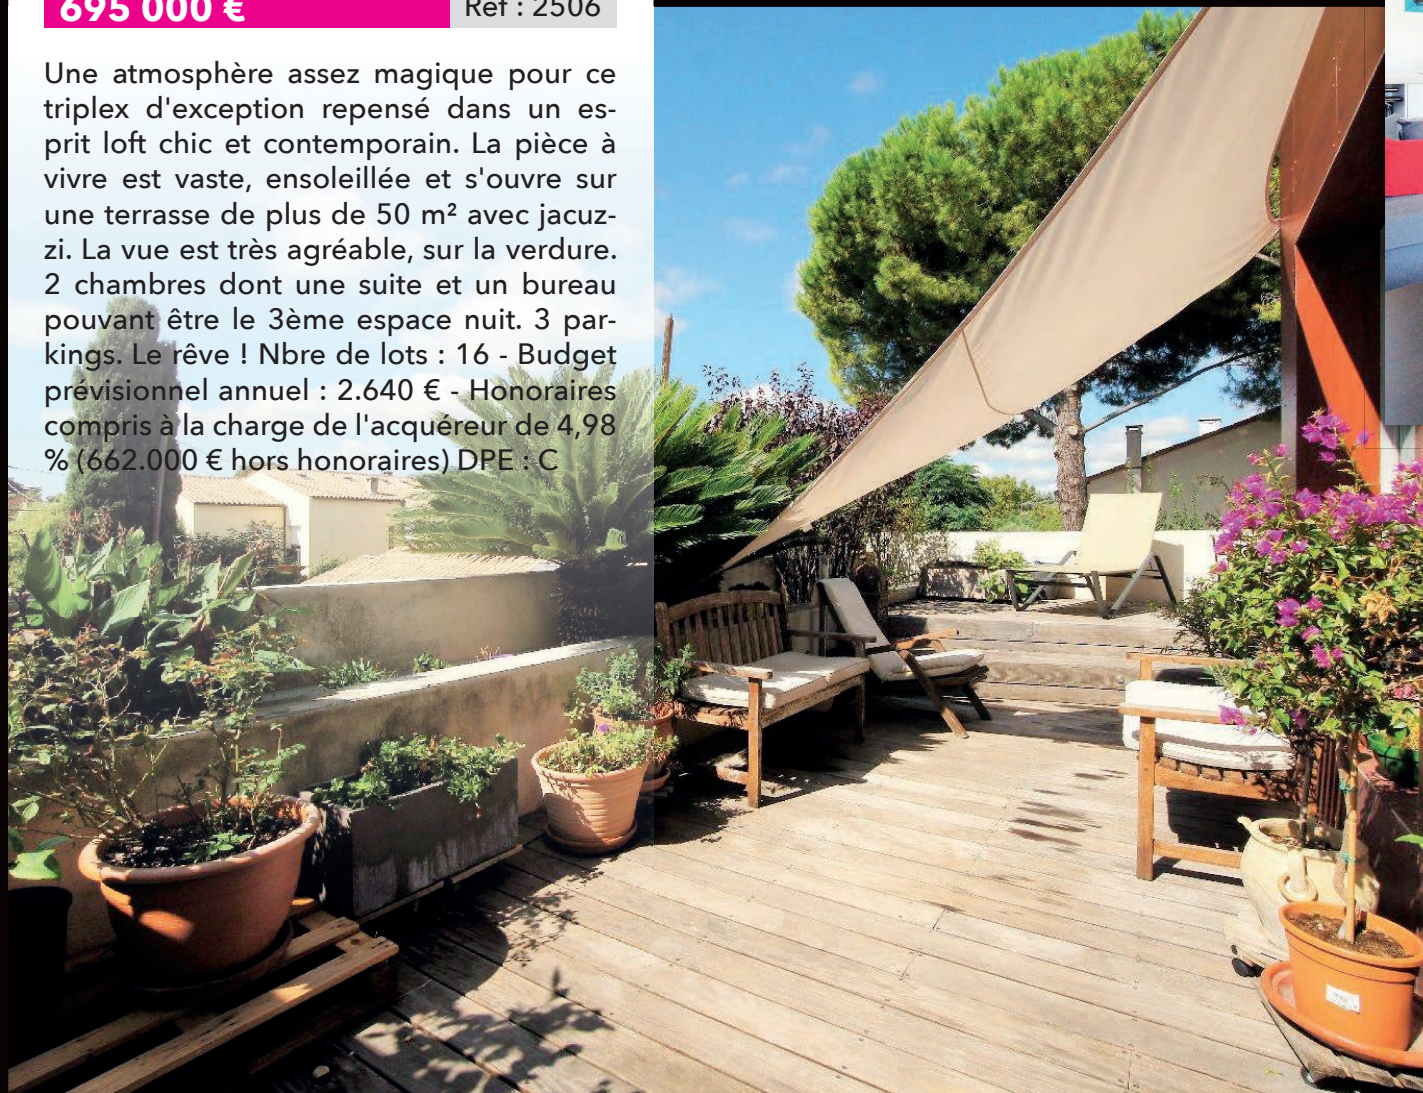 695 000 €
Réf : 2506
Une atmosphère assez magique pour ce
triplex d'exception repensé dans un es-
prit loft chic et contemporain. La pièce à
vivre est vaste, ensoleillée et s'ouvre sur
une terrasse de plus de 50 m² avec jacuz-
zi. La vue est très agréable, sur la verdure.
2 chambres dont une suite et un bureau
pouvant être le 3ème espace nuit. 3 par-
kings. Le rêve ! Nbre de lots : 16 - Budget
prévisionnel annuel : 2.640 € - Honoraires
compris à la charge de l'acquéreur de 4,98
% (662.000 € hors honoraires) DPE : C